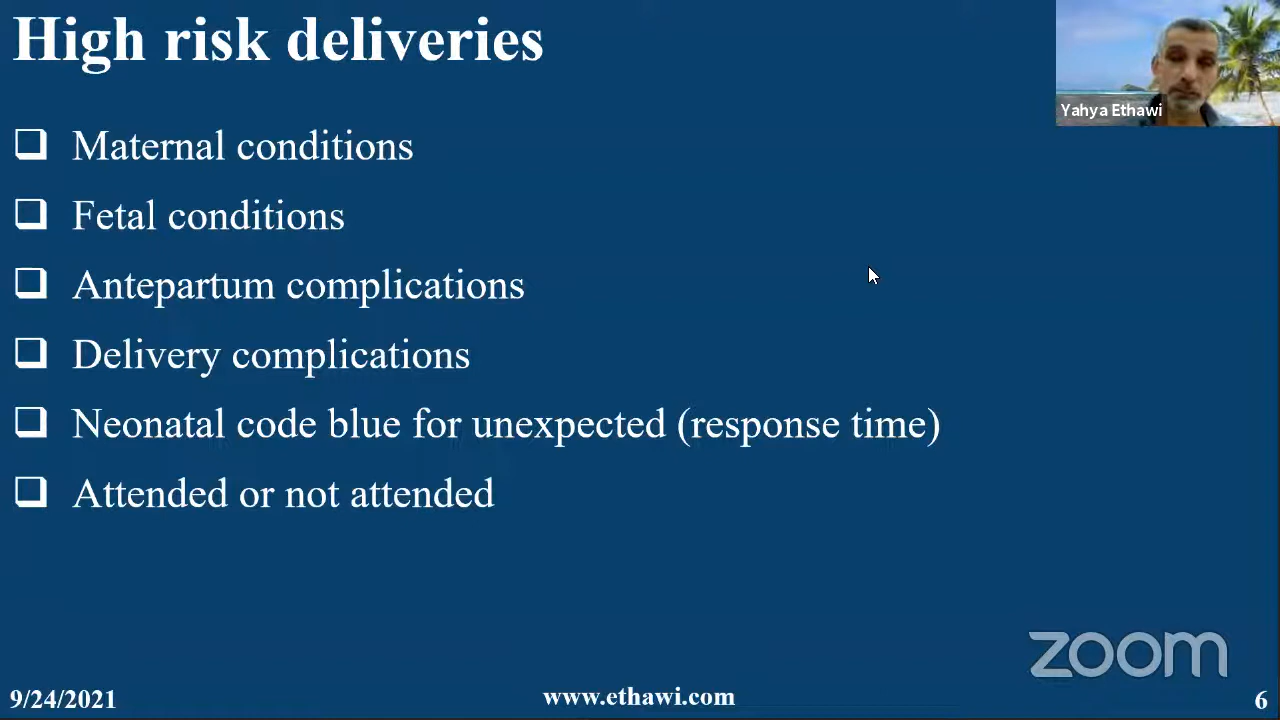 High risk deliveries
Yahya Ethawi
Maternal conditions
Fetal conditions
Antepartum complications
Delivery complications
Neonatal code blue for unexpected (response time)
Attended or not attended
zoom
9/24/2021
www.ethawi.com
6